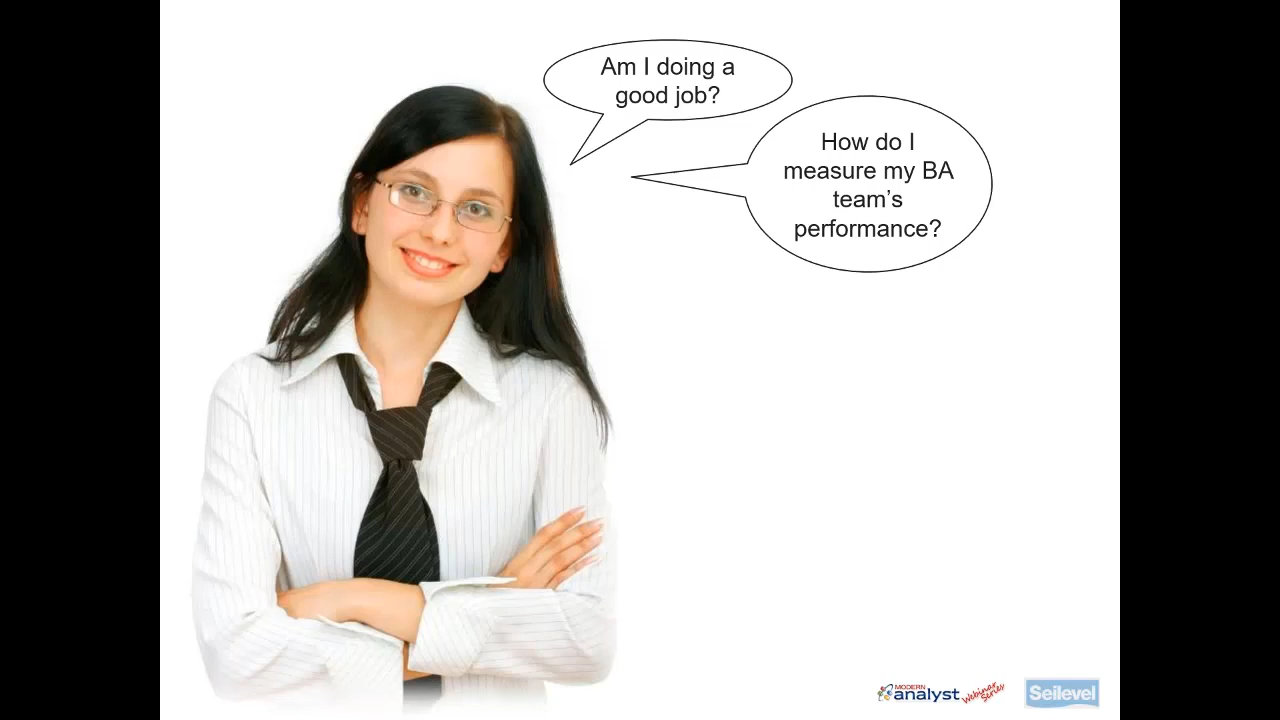 Am I doing a
good job?
How do I
measure my BA
team's
performance?
MODERN
analyst
Webinar
Series
Seilevel